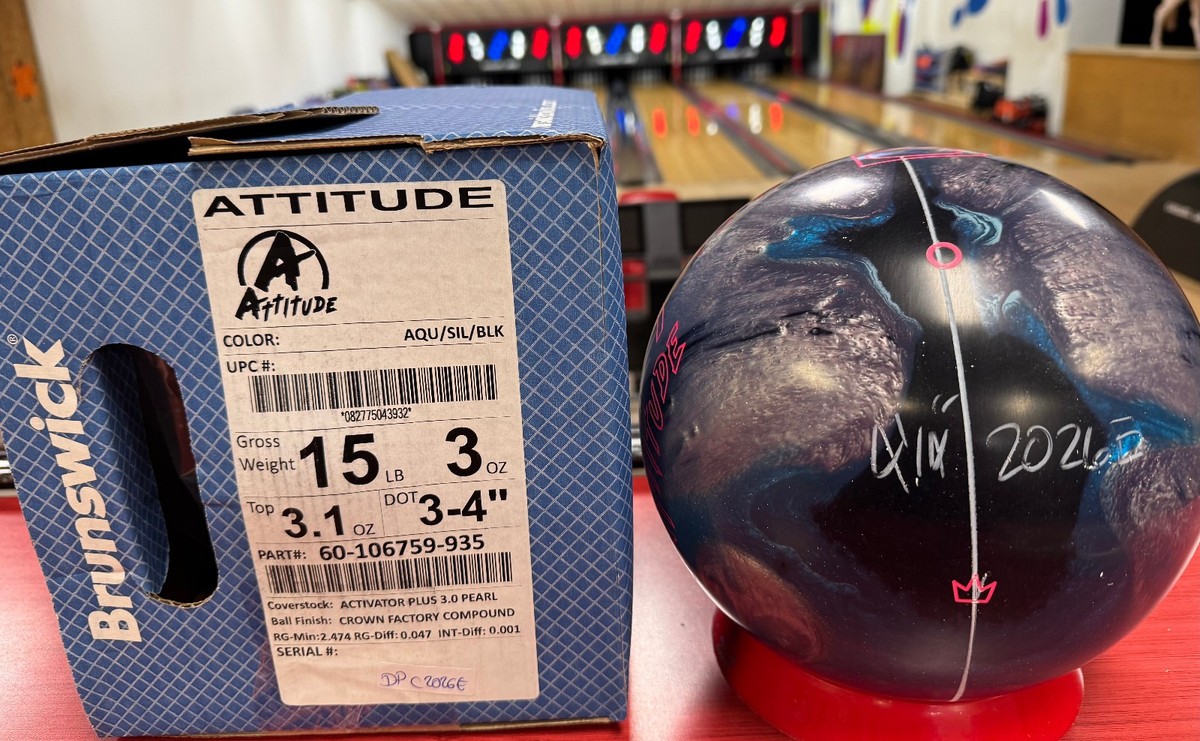 Brunswick®
ATTITUDE
ATTITUDE
COLOR: AQU/SIL/BLK
UPC #:
*082775043932*
Gross Weight 15 LB 3 OZ
Top 3.1 OZ DOT 3-4"
PART#: 60-106759-935
Coverstock: ACTIVATOR PLUS 3.0 PEARL
Ball Finish: CROWN FACTORY COMPOUND
RG-Min:2.474 RG-Diff: 0.047 INT-Diff: 0.001
SERIAL #: